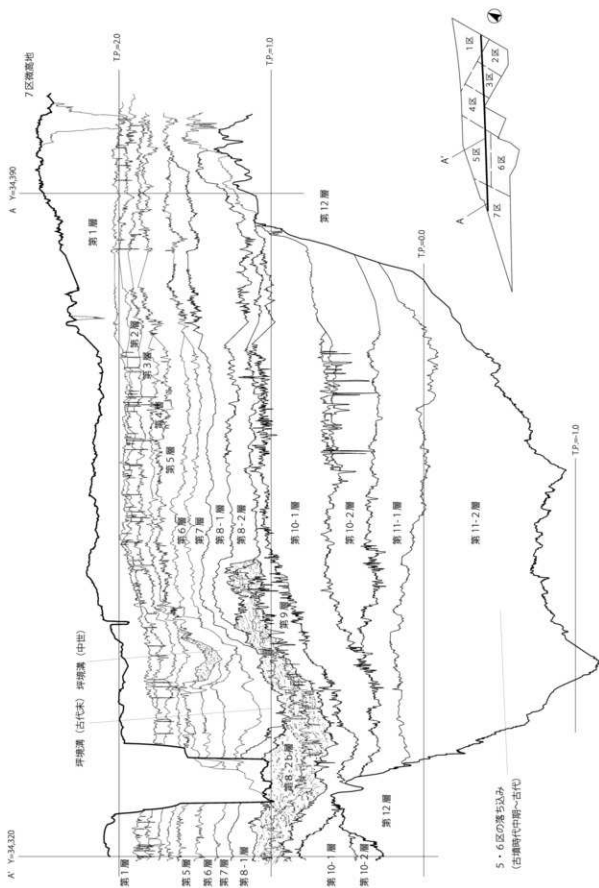 A' Y=34,320
A Y=34,390
7区微高地
T.P.=2.0
T.P.=1.0
T.P.=0.0
T.P.=-1.0
坪境溝（古代末）
坪境溝（中世）
第1層
第5層
第6層
第7層
第8-1層
第10-1層
第10-2層
第12層
第8-2b層
第9層
第1層
第2層
第3層
第4層
第5層
第6層
第7層
第8-1層
第8-2層
第10-1層
第10-2層
第11-1層
第11-2層
第12層
5・6区の落ち込み
（古墳時代中期～古代）
A
A'
1区
2区
3区
4区
5区
6区
7区